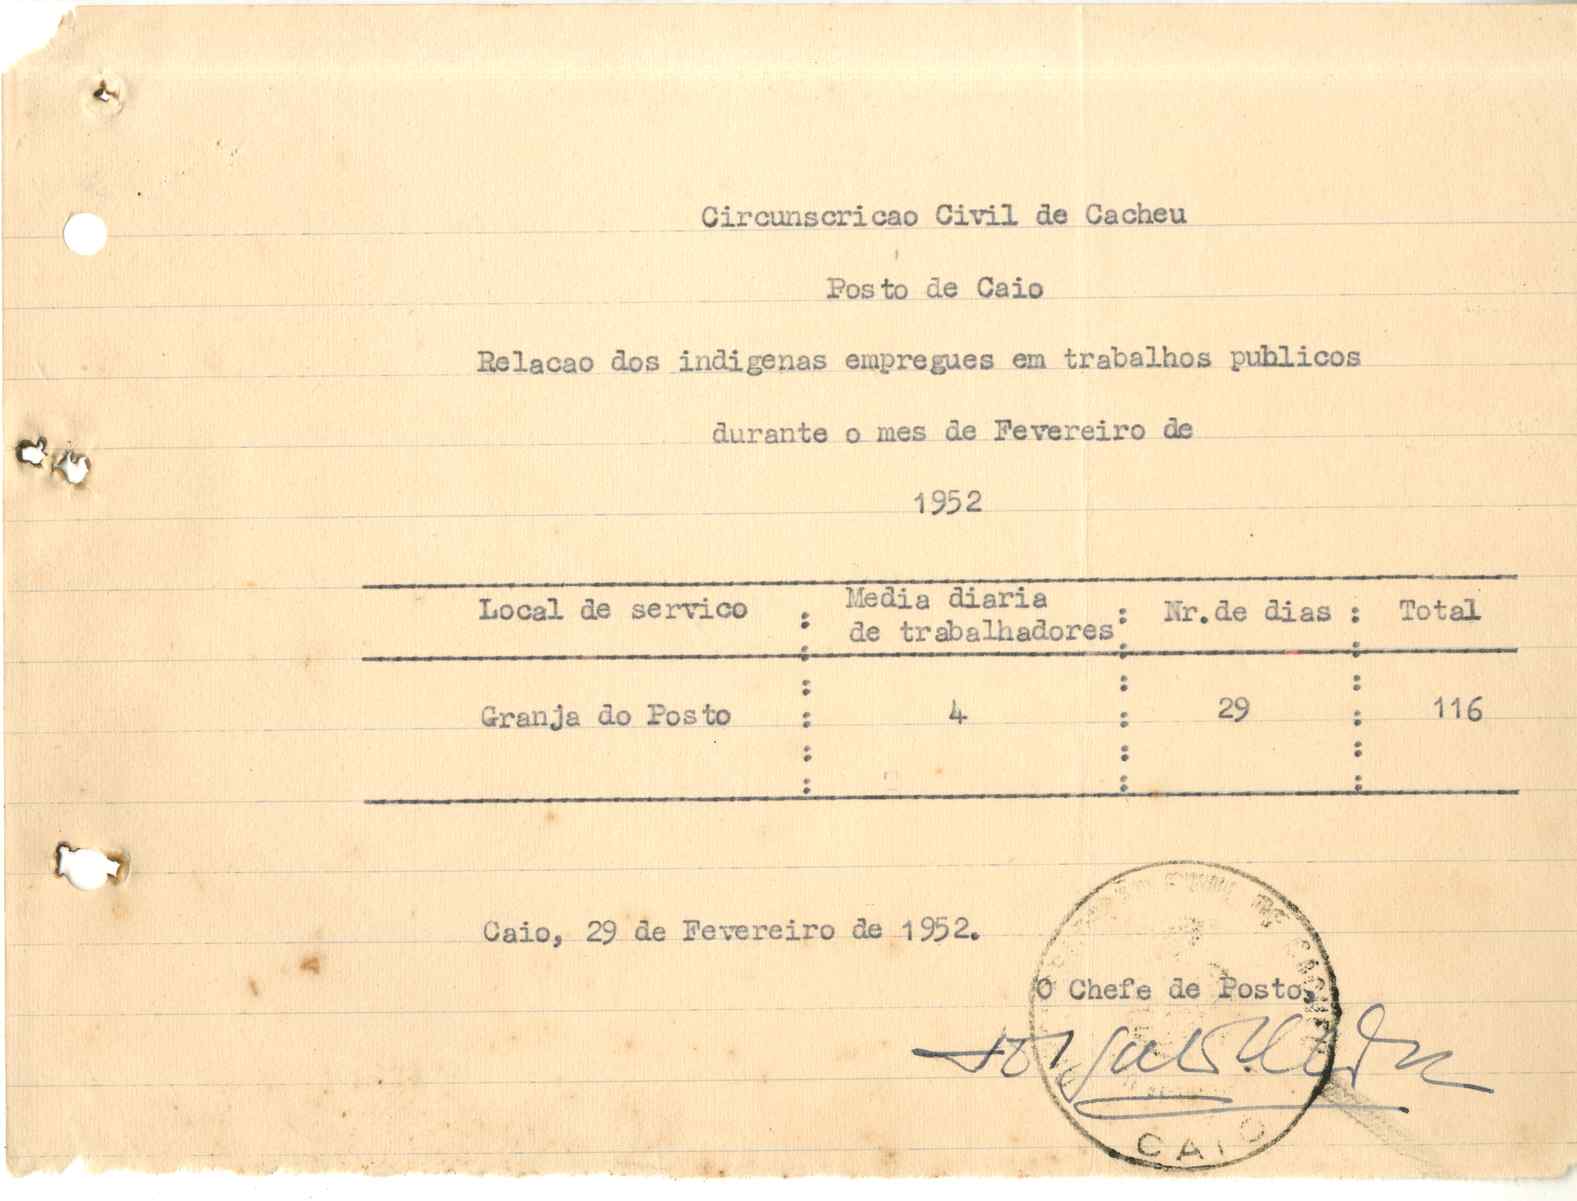 Circunscricao Civil de Cacheu
Posto de Caio
Relacao dos indigenas empregues em trabalhos publicos
durante o mes de Fevereiro de
1952
Local de servico : Media diaria de trabalhadores : Nr. de dias : Total
Granja do Posto : 4 : 29 : 116
Caio, 29 de Fevereiro de 1952.
O Chefe de Posto,
DE CACHEU
CAIO